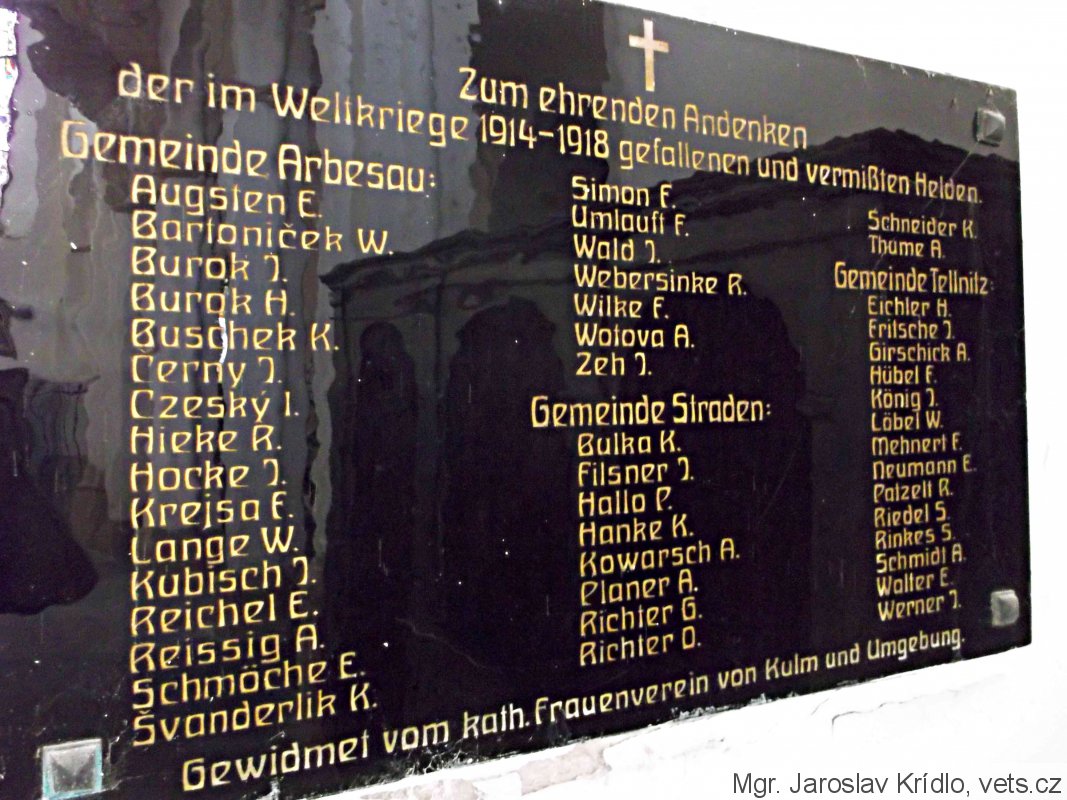 Zum ehrenden Andenken
der im Weltkriege 1914-1918 gefallenen und vermißten Helden.
Gemeinde Arbesau:
Augsten E.
Bartoniček W.
Burok J.
Burgk H.
Buschek K.
Černy J.
Czeský I.
Hieke R.
Hocke J.
Krejsa F.
Lange W.
Kubisch J.
Reichel E.
Reissig A.
Schmöche E.
Švanderlik K.
Simon F.
Umlauft F.
Wald J.
Webersinke R.
Wilke F.
Wotova A.
Zeh J.
Gemeinde Straden:
Bulka K.
Filsner J.
Hallo P.
Hanke K.
Kowarsch A.
Planer A.
Richter G.
Richter O.
Schneider K.
Thume A.
Gemeinde Tellnitz:
Eichler H.
Fritsche J.
Girschick A.
Hübel F.
König J.
Löbel W.
Mehnert F.
Neumann E.
Patzelt R.
Riedel S.
Rinkes S.
Schmidt A.
Walter E.
Werner J.
Gewidmet vom kath. Frauenverein von Kulm und Umgebung.
Mgr. Jaroslav Krídlo, vets.cz